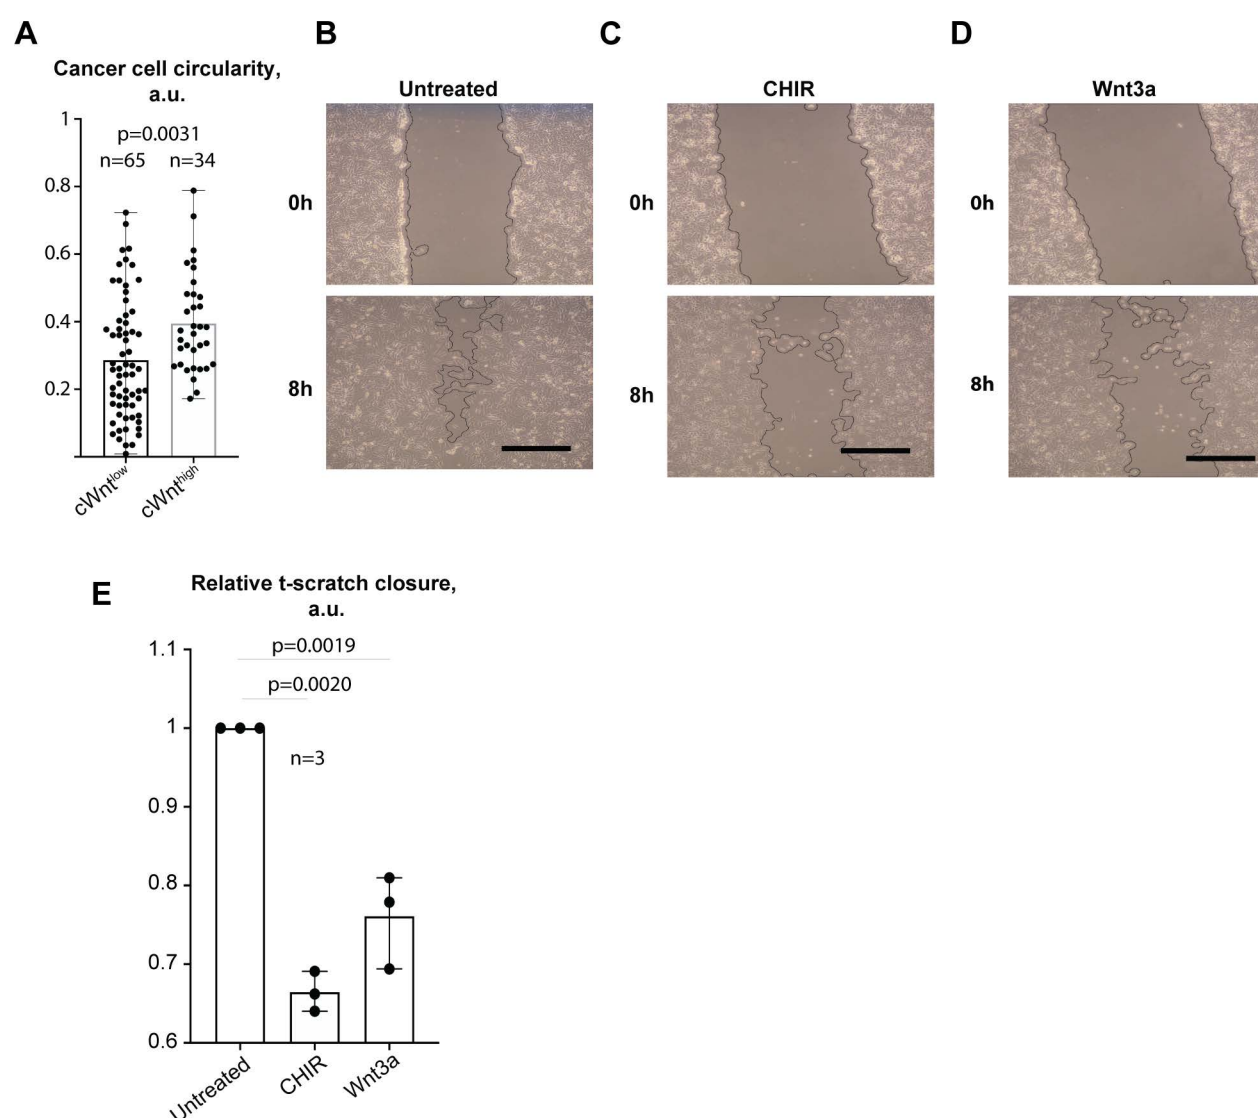 A
Cancer cell circularity,
a.u.
1
p=0.0031
n=65 n=34
0.8
0.6
0.4
0.2
cWntlow
cWnthigh
B
Untreated
0h
8h
C
CHIR
0h
8h
D
Wnt3a
0h
8h
E
Relative t-scratch closure,
a.u.
1.1
p=0.0019
p=0.0020
1
n=3
0.9
0.8
0.7
0.6
Untreated
CHIR
Wnt3a